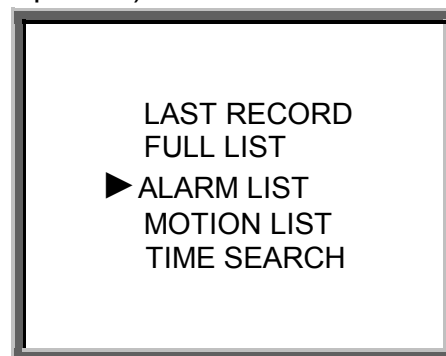 LAST RECORD
FULL LIST
►ALARM LIST
MOTION LIST
TIME SEARCH